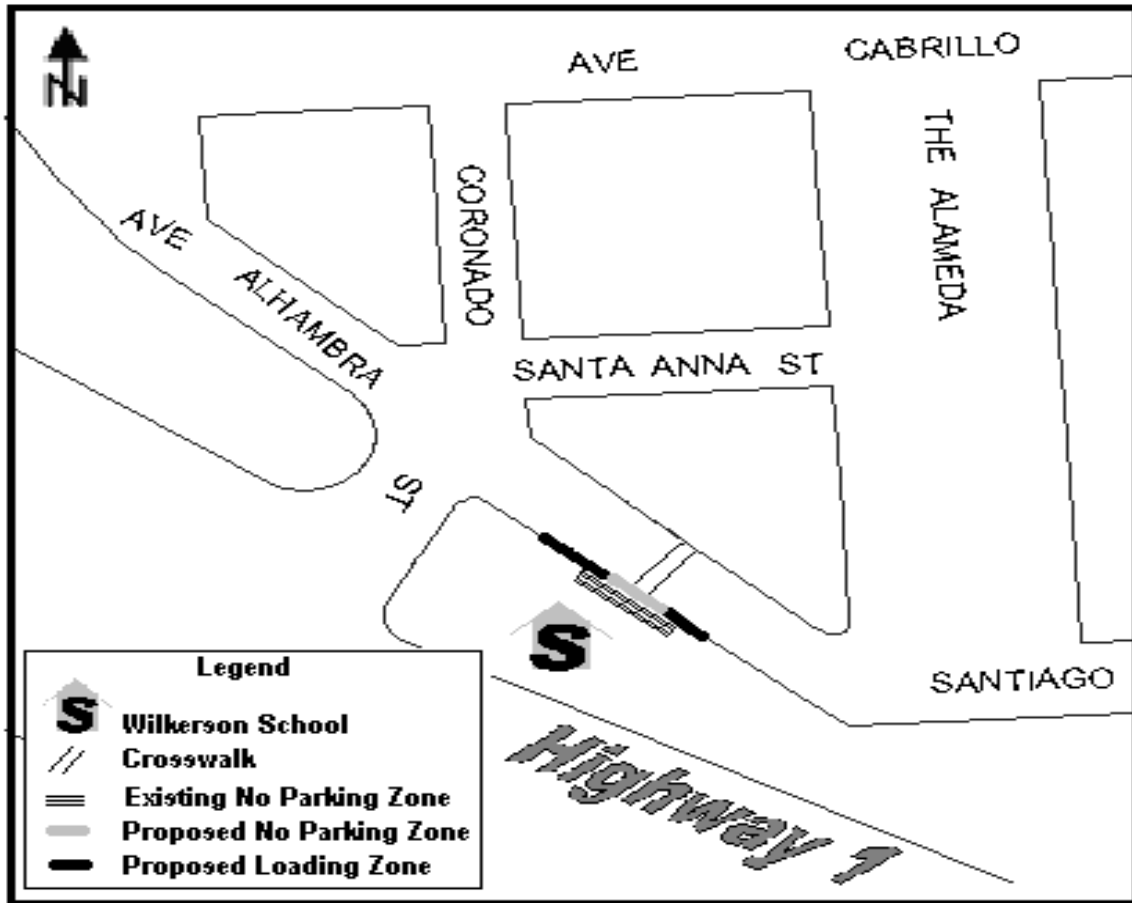 N
AVE
CABRILLO
THE ALAMEDA
CORONADO
AVE
ALHAMBRA
SANTA ANNA ST
ST
S
SANTIAGO
Highway 1
Legend
S Wilkerson School
Crosswalk
Existing No Parking Zone
Proposed No Parking Zone
Proposed Loading Zone